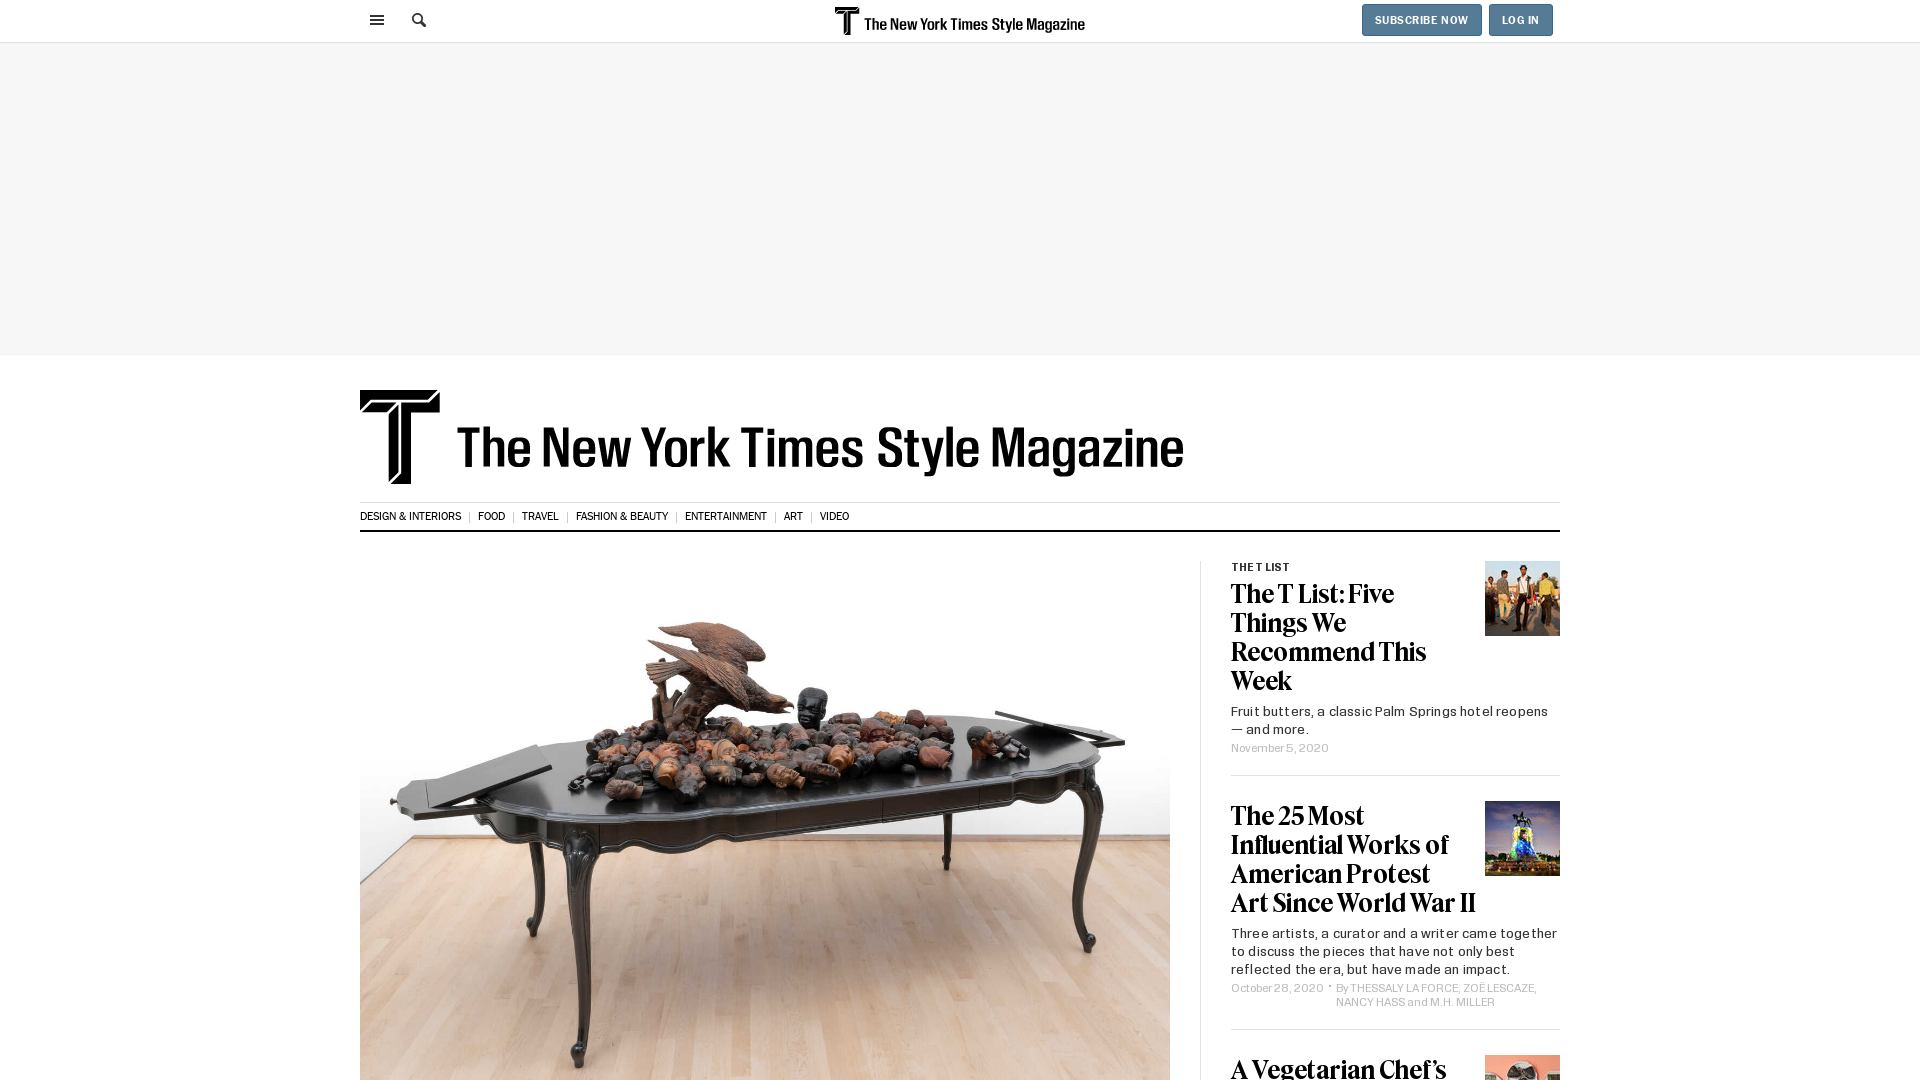 The New York Times Style Magazine
SUBSCRIBE NOW
LOG IN
The New York Times Style Magazine
DESIGN & INTERIORS
FOOD
TRAVEL
FASHION & BEAUTY
ENTERTAINMENT
ART
VIDEO
THE T LIST
The T List: Five
Things We
Recommend This
Week
Fruit butters, a classic Palm Springs hotel reopens
— and more.
November 5, 2020
The 25 Most
Influential Works of
American Protest
Art Since World War II
Three artists, a curator and a writer came together
to discuss the pieces that have not only best
reflected the era, but have made an impact.
October 28, 2020 • By THESSALY LA FORCE, ZOË LESCAZE,
NANCY HASS and M.H. MILLER
A Vegetarian Chef’s